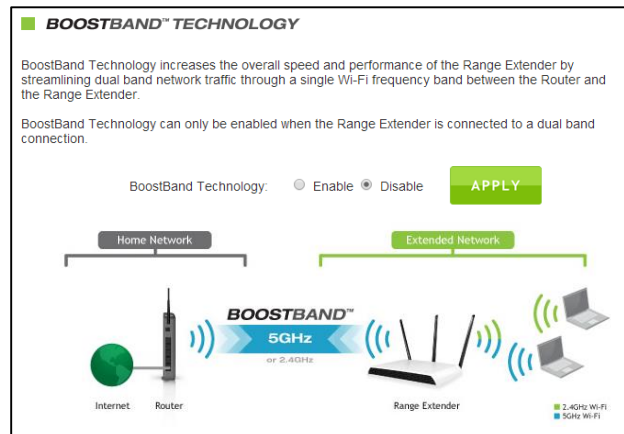 BOOSTBAND™ TECHNOLOGY
BoostBand Technology increases the overall speed and performance of the Range Extender by
streamlining dual band network traffic through a single Wi-Fi frequency band between the Router and
the Range Extender.
BoostBand Technology can only be enabled when the Range Extender is connected to a dual band
connection.
BoostBand Technology: Enable Disable APPLY
Home Network Extended Network
BOOSTBAND™
5GHz
or 2.4GHz
Internet Router Range Extender
2.4GHz Wi-Fi
5GHz Wi-Fi